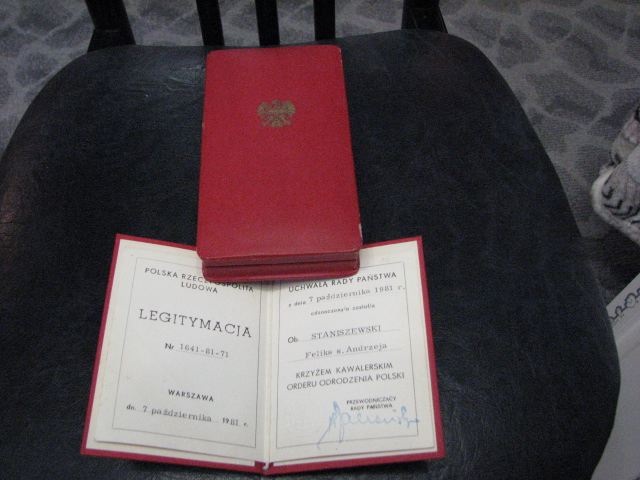 POLSKA RZECZPOSPOLITA
LUDOWA
LEGITYMACJA
Nr 1641-81-71
WARSZAWA
dn. 7 października 1981 r.
UCHWAŁĄ RADY PAŃSTWA
z dnia 7 października 1981 r.
odznaczony został
Ob. STANISZEWSKI
Feliks s. Andrzeja
KRZYŻEM KAWALERSKIM
ORDERU ODRODZENIA POLSKI
PRZEWODNICZĄCY
RADY PAŃSTWA